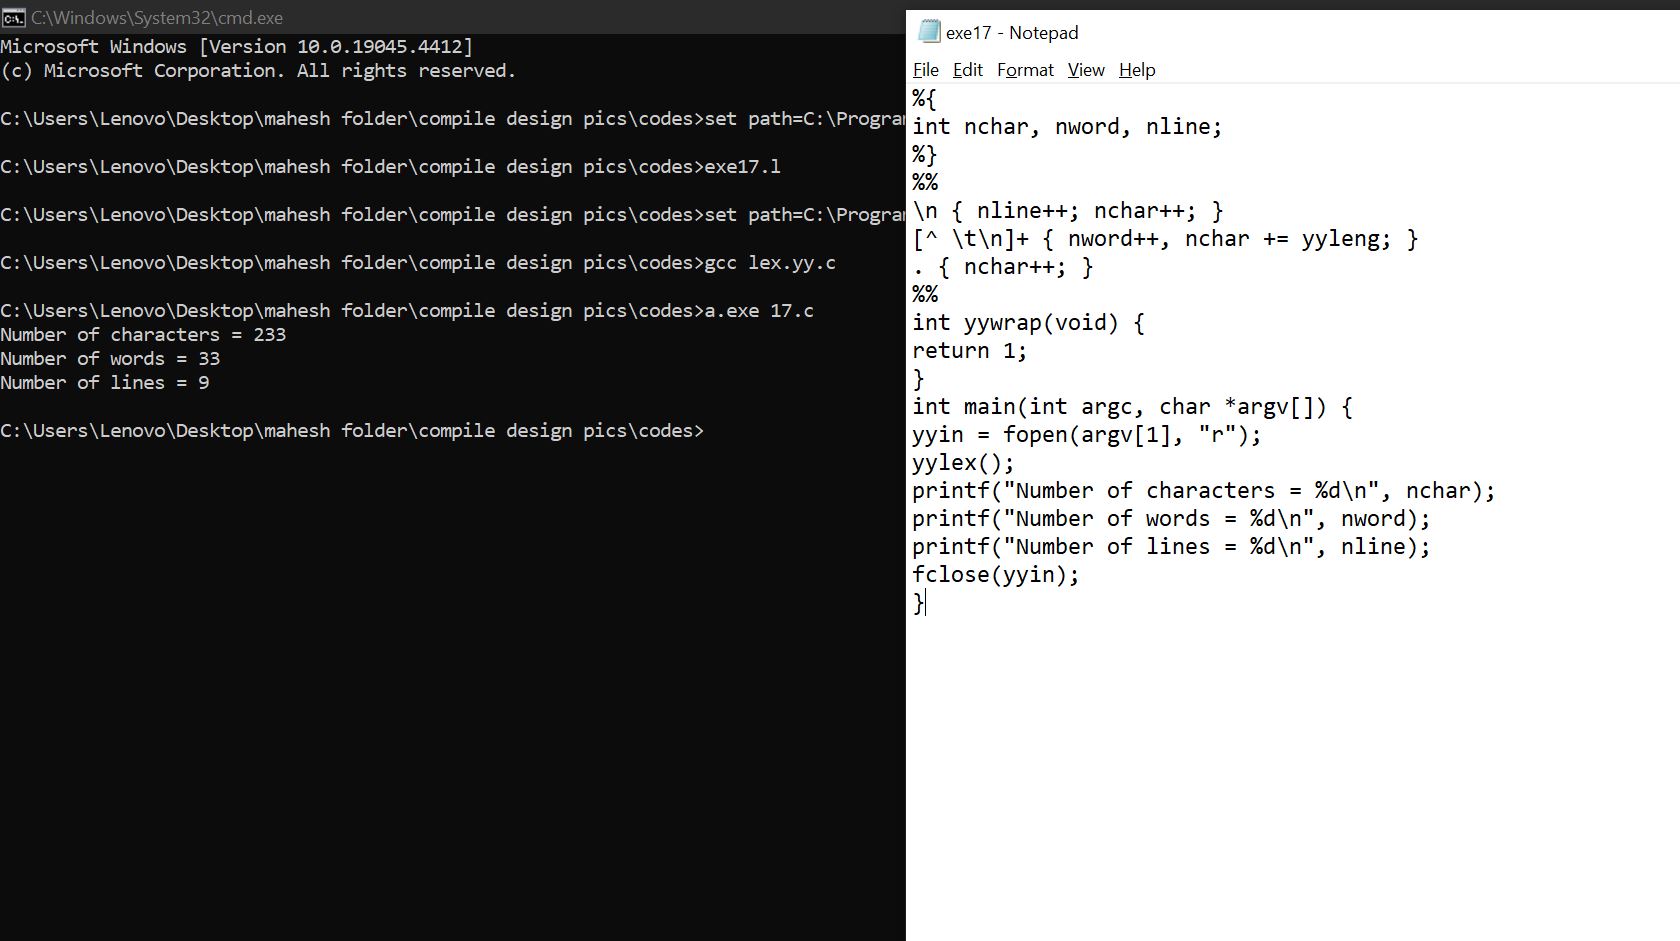 C:\Windows\System32\cmd.exe
Microsoft Windows [Version 10.0.19045.4412]
(c) Microsoft Corporation. All rights reserved.
C:\Users\Lenovo\Desktop\mahesh folder\compile design pics\codes>set path=C:\Program
C:\Users\Lenovo\Desktop\mahesh folder\compile design pics\codes>exe17.l
C:\Users\Lenovo\Desktop\mahesh folder\compile design pics\codes>set path=C:\Program
C:\Users\Lenovo\Desktop\mahesh folder\compile design pics\codes>gcc lex.yy.c
C:\Users\Lenovo\Desktop\mahesh folder\compile design pics\codes>a.exe 17.c
Number of characters = 233
Number of words = 33
Number of lines = 9
C:\Users\Lenovo\Desktop\mahesh folder\compile design pics\codes>
exe17 - Notepad
File Edit Format View Help
%{
int nchar, nword, nline;
%}
%%
\n { nline++; nchar++; }
[^ \t\n]+ { nword++, nchar += yyleng; }
. { nchar++; }
%%
int yywrap(void) {
return 1;
}
int main(int argc, char *argv[]) {
yyin = fopen(argv[1], "r");
yylex();
printf("Number of characters = %d\n", nchar);
printf("Number of words = %d\n", nword);
printf("Number of lines = %d\n", nline);
fclose(yyin);
}